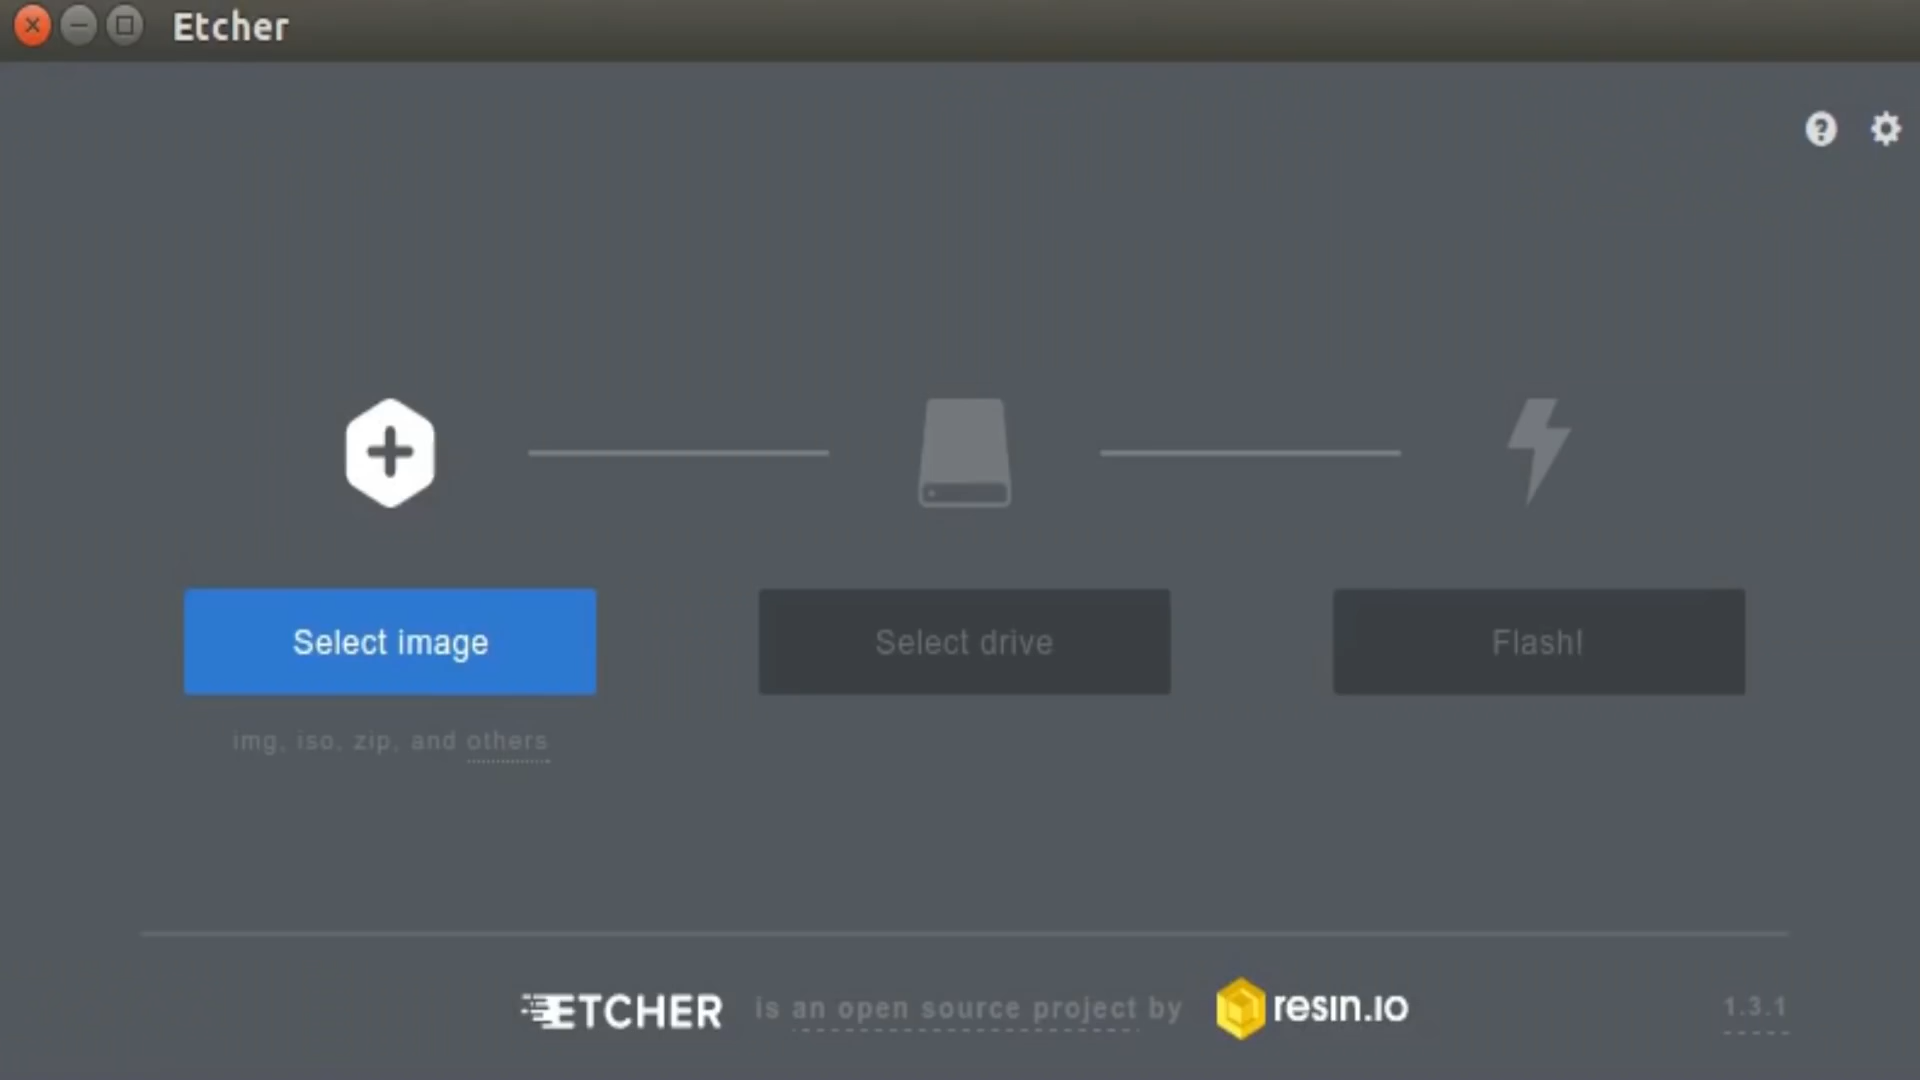 Etcher
Select image
Select drive
Flash!
img, iso, zip, and others
ETCHER is an open source project by resin.io
1.3.1